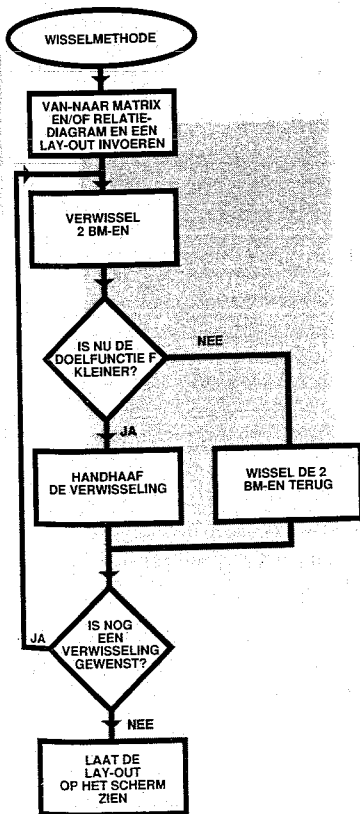 WISSELMETHODE
VAN-NAAR MATRIX
EN/OF RELATIE-
DIAGRAM EN EEN
LAY-OUT INVOEREN
VERWISSEL
2 BM-EN
IS NU DE
DOELFUNCTIE F
KLEINER?
NEE
JA
HANDHAAF
DE VERWISSELING
WISSEL DE 2
BM-EN TERUG
IS NOG
EEN
VERWISSELING
GEWENST?
JA
NEE
LAAT DE
LAY-OUT
OP HET SCHERM
ZIEN